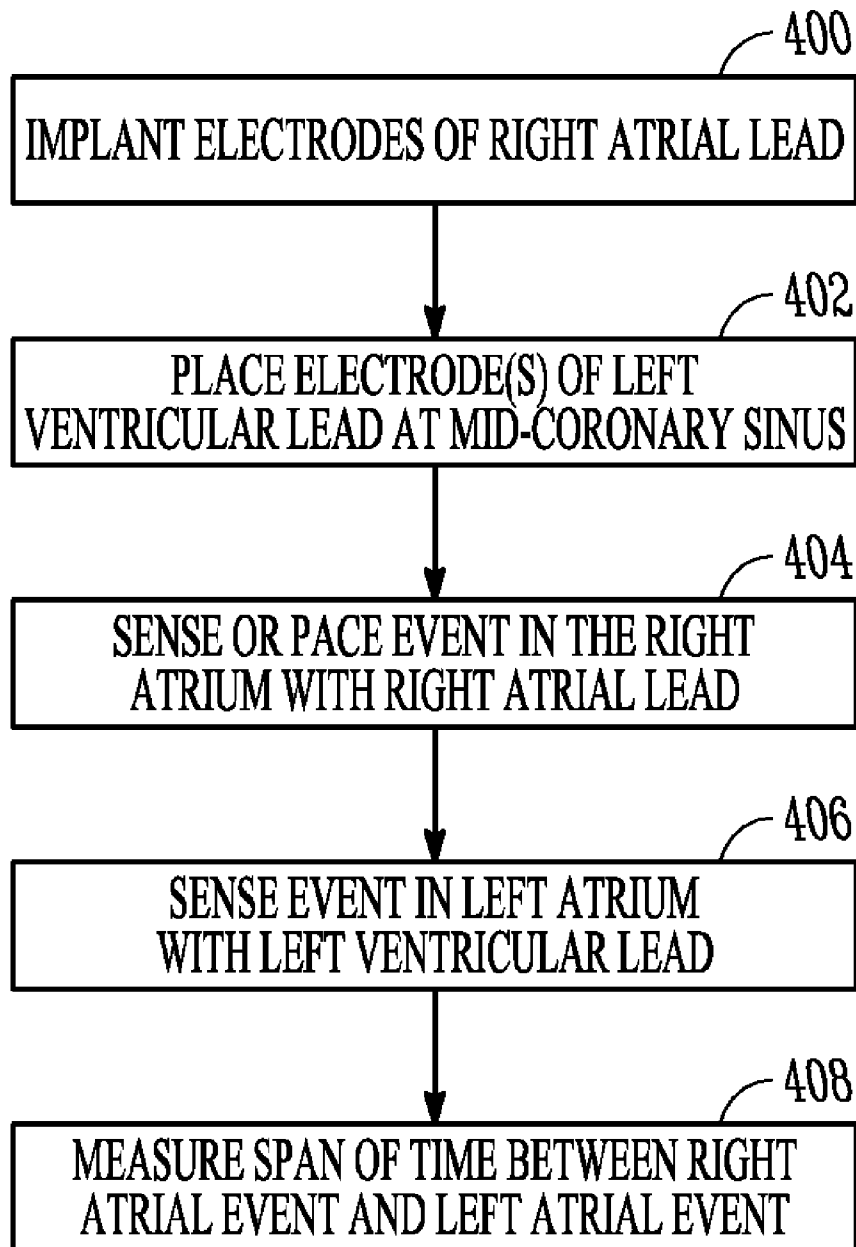 400
IMPLANT ELECTRODES OF RIGHT ATRIAL LEAD
402
PLACE ELECTRODE(S) OF LEFT
VENTRICULAR LEAD AT MID-CORONARY SINUS
404
SENSE OR PACE EVENT IN THE RIGHT
ATRIUM WITH RIGHT ATRIAL LEAD
406
SENSE EVENT IN LEFT ATRIUM
WITH LEFT VENTRICULAR LEAD
408
MEASURE SPAN OF TIME BETWEEN RIGHT
ATRIAL EVENT AND LEFT ATRIAL EVENT